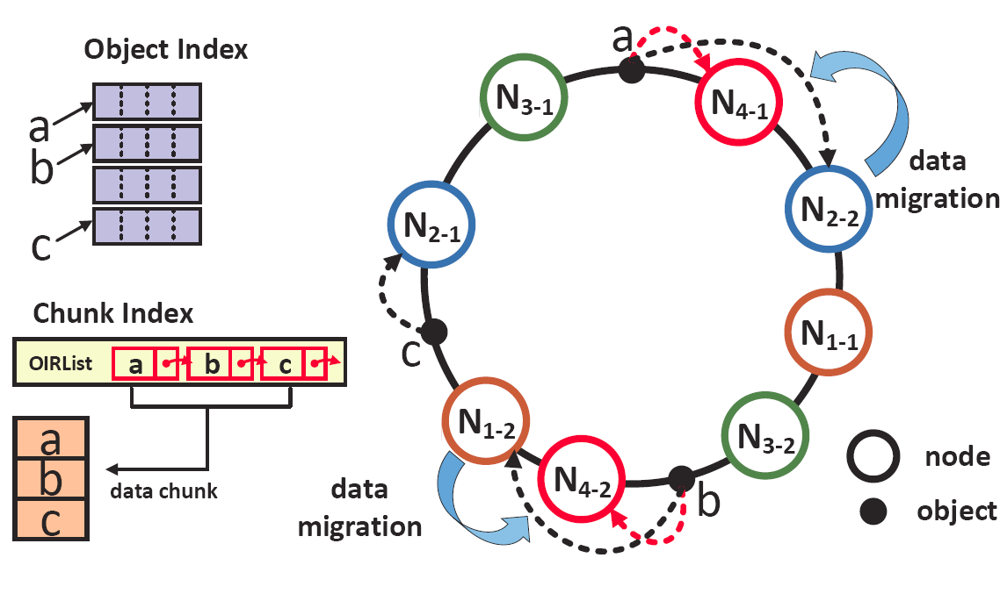 Object Index
a
b
c
Chunk Index
OIRList a b c
a
b
c
data chunk
a
N3-1
N4-1
N2-2
data
migration
N2-1
c
N1-1
N1-2
N3-2
N4-2
b
data
migration
node
object